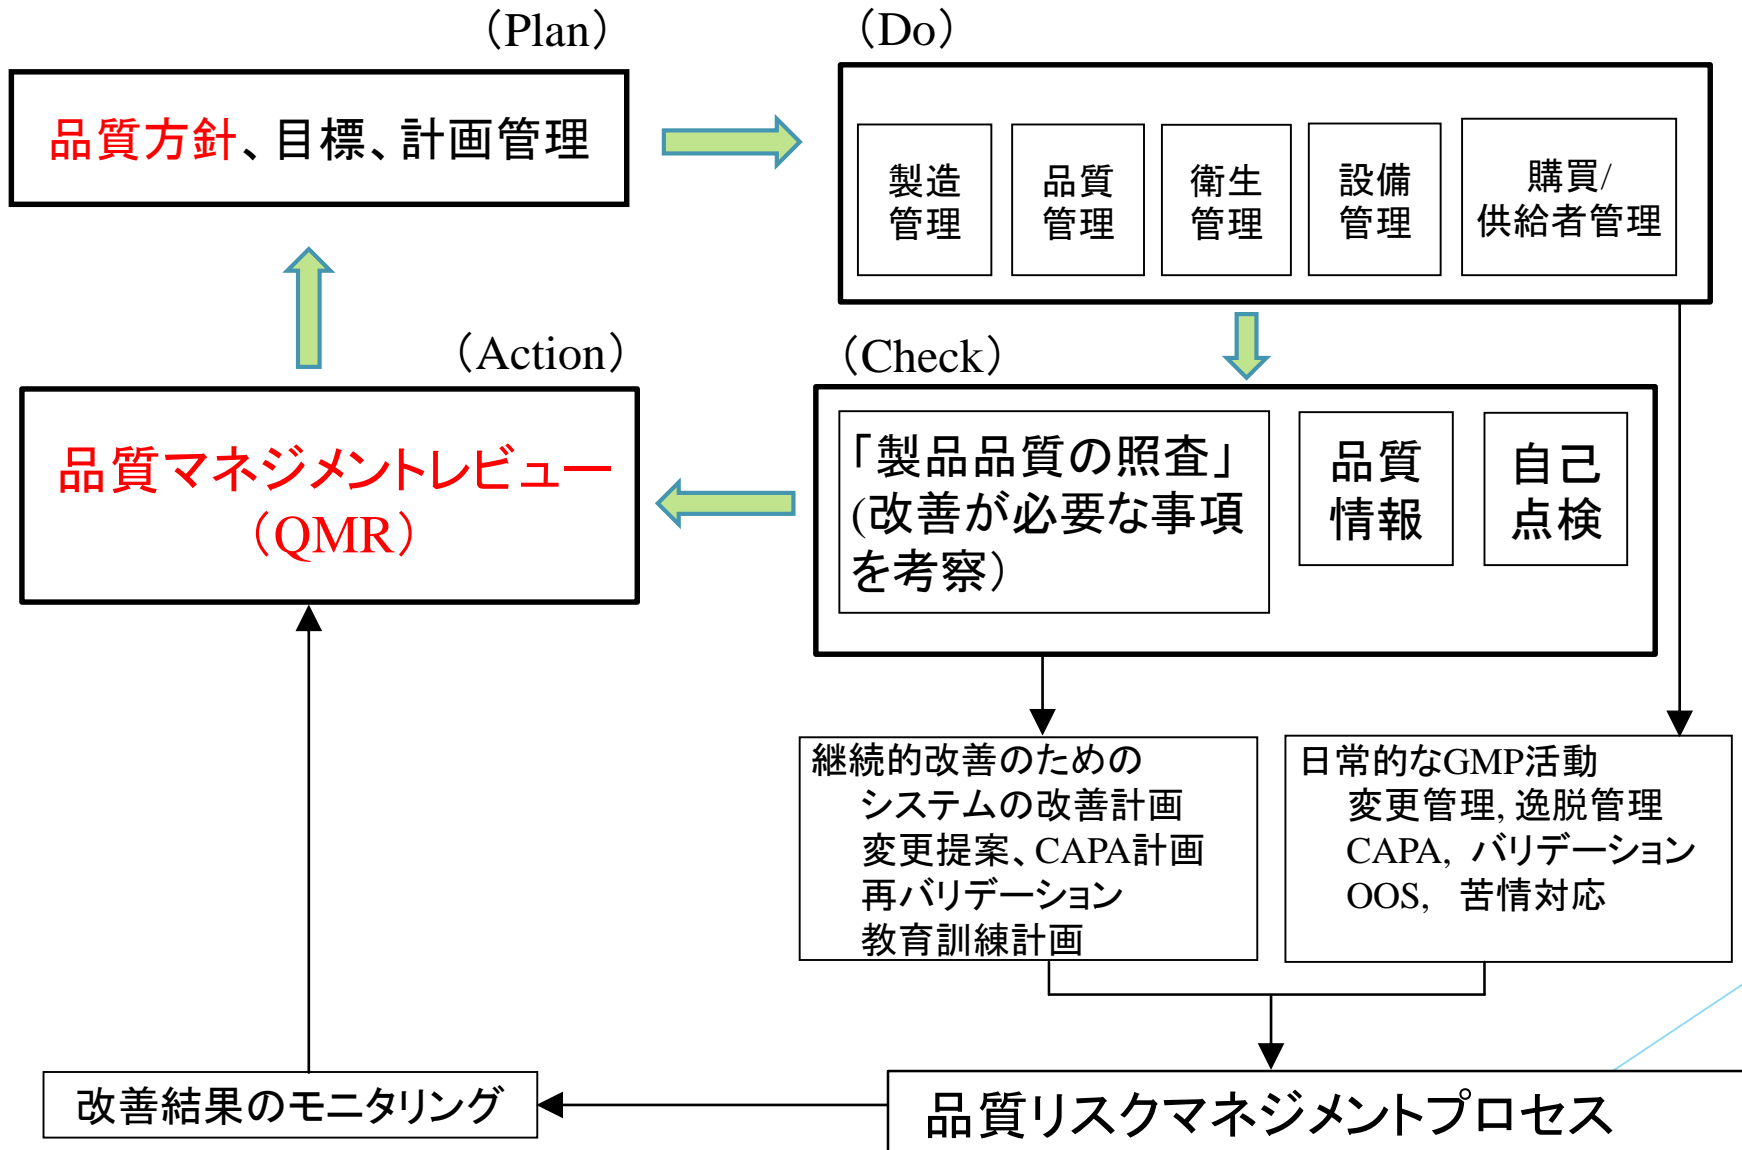 （Plan）
品質方針、目標、計画管理
（Do）
製造
管理
品質
管理
衛生
管理
設備
管理
購買/
供給者管理
（Action）
品質マネジメントレビュー
（QMR）
（Check）
「製品品質の照査」
(改善が必要な事項
を考察）
品質
情報
自己
点検
継続的改善のための
システムの改善計画
変更提案、CAPA計画
再バリデーション
教育訓練計画
日常的なGMP活動
変更管理, 逸脱管理
CAPA, バリデーション
OOS, 苦情対応
改善結果のモニタリング
品質リスクマネジメントプロセス